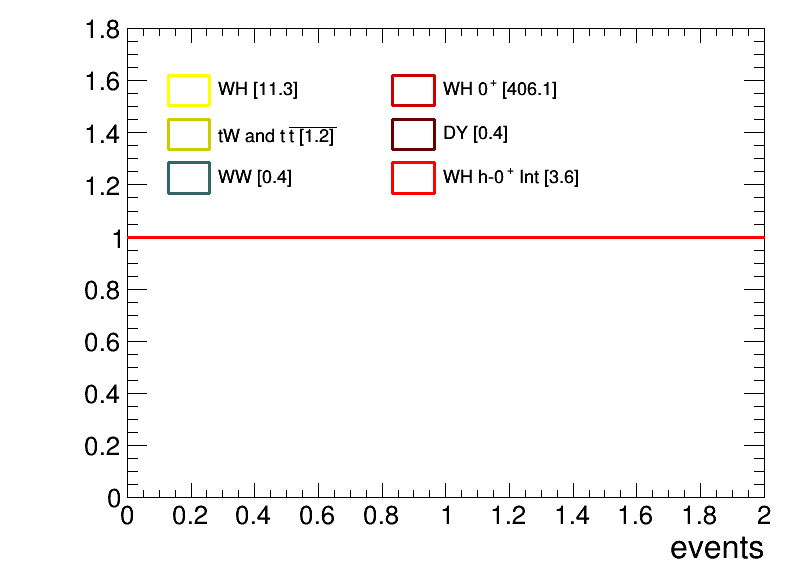 1.8
1.6
1.4
1.2
1
0.8
0.6
0.4
0.2
0
WH [11.3]
WH 0⁺ [406.1]
tW and t t̅ [1.2]
DY [0.4]
WW [0.4]
WH h-0⁺ Int [3.6]
0 0.2 0.4 0.6 0.8 1 1.2 1.4 1.6 1.8 2
events